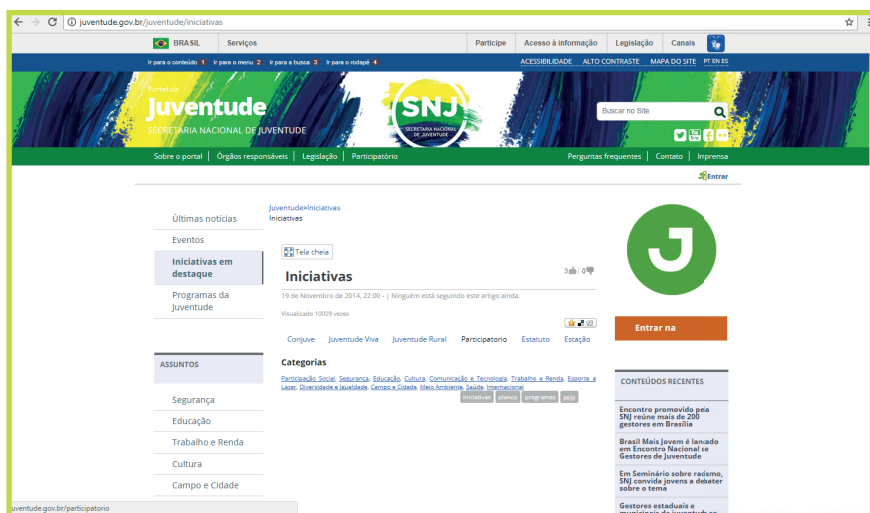 juventude.gov.br/juventude/iniciativas
BRASIL Serviços Participe Acesso à informação Legislação Canais
Ir para o conteúdo 1 Ir para o menu 2 Ir para a busca 3 Ir para o rodapé 4 ACESSIBILIDADE ALTO CONTRASTE MAPA DO SITE PT EN ES
Portal da
Juventude
SECRETARIA NACIONAL DE JUVENTUDE
SNJ
SECRETARIA NACIONAL
DE JUVENTUDE
Buscar no Site
Sobre o portal Órgãos responsáveis Legislação Participatório Perguntas frequentes Contato Imprensa
Entrar
Últimas notícias
Eventos
Iniciativas em
destaque
Programas da
Juventude
ASSUNTOS
Segurança
Educação
Trabalho e Renda
Cultura
Campo e Cidade
Juventude>Iniciativas
Iniciativas
Tela cheia
Iniciativas
3 0
19 de Novembro de 2014, 22:00 - | Ninguém está seguindo este artigo ainda.
Visualizado 10029 vezes
Conjuve Juventude Viva Juventude Rural Participatorio Estatuto Estação
Categorias
Participação Social, Segurança, Educação, Cultura, Comunicação e Tecnologia, Trabalho e Renda, Esporte e
Lazer, Diversidade e Igualdade, Campo e Cidade, Meio Ambiente, Saúde, Internacional
iniciativas planos programas ppjs
J
Entrar na
CONTEÚDOS RECENTES
Encontro promovido pela
SNJ reúne mais de 200
gestores em Brasília
Brasil Mais Jovem é lançado
em Encontro Nacional de
Gestores de Juventude
Em Seminário sobre racismo,
SNJ convida jovens a debater
sobre o tema
Gestores estaduais e
uventude.gov.br/participatorio